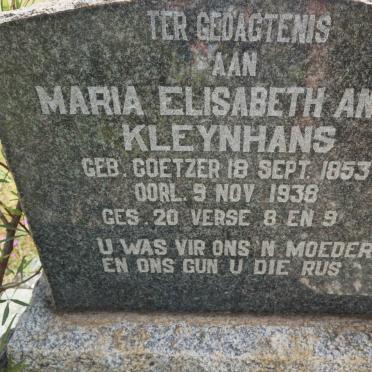 TER GEDAGTENIS
AAN
MARIA ELISABETH AN
KLEYNHANS
GEB. COETZER 18 SEPT. 1853
OORL. 9 NOV. 1938
GES. 20 VERSE 8 EN 9
U WAS VIR ONS 'N MOEDER
EN ONS GUN U DIE RUS